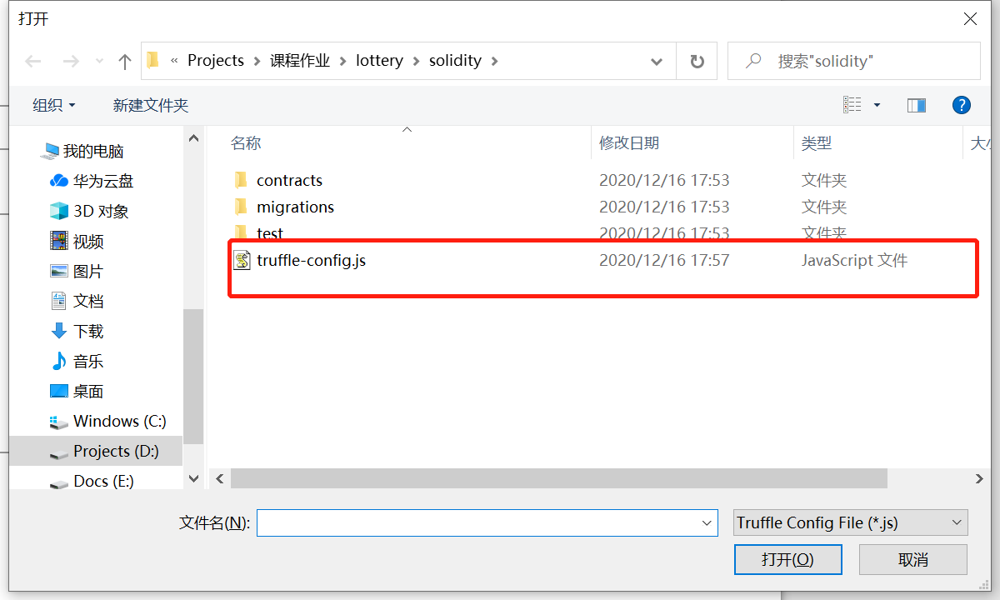 打开
« Projects > 课程作业 > lottery > solidity >
搜索"solidity"
组织 新建文件夹
?
名称 修改日期 类型 大小
我的电脑
华为云盘
3D 对象
视频
图片
文档
下载
音乐
桌面
Windows (C:)
Projects (D:)
Docs (E:)
contracts 2020/12/16 17:53 文件夹
migrations 2020/12/16 17:53 文件夹
test 2020/12/16 17:53 文件夹
truffle-config.js 2020/12/16 17:57 JavaScript 文件
文件名(N):
Truffle Config File (*.js)
打开(O) 取消